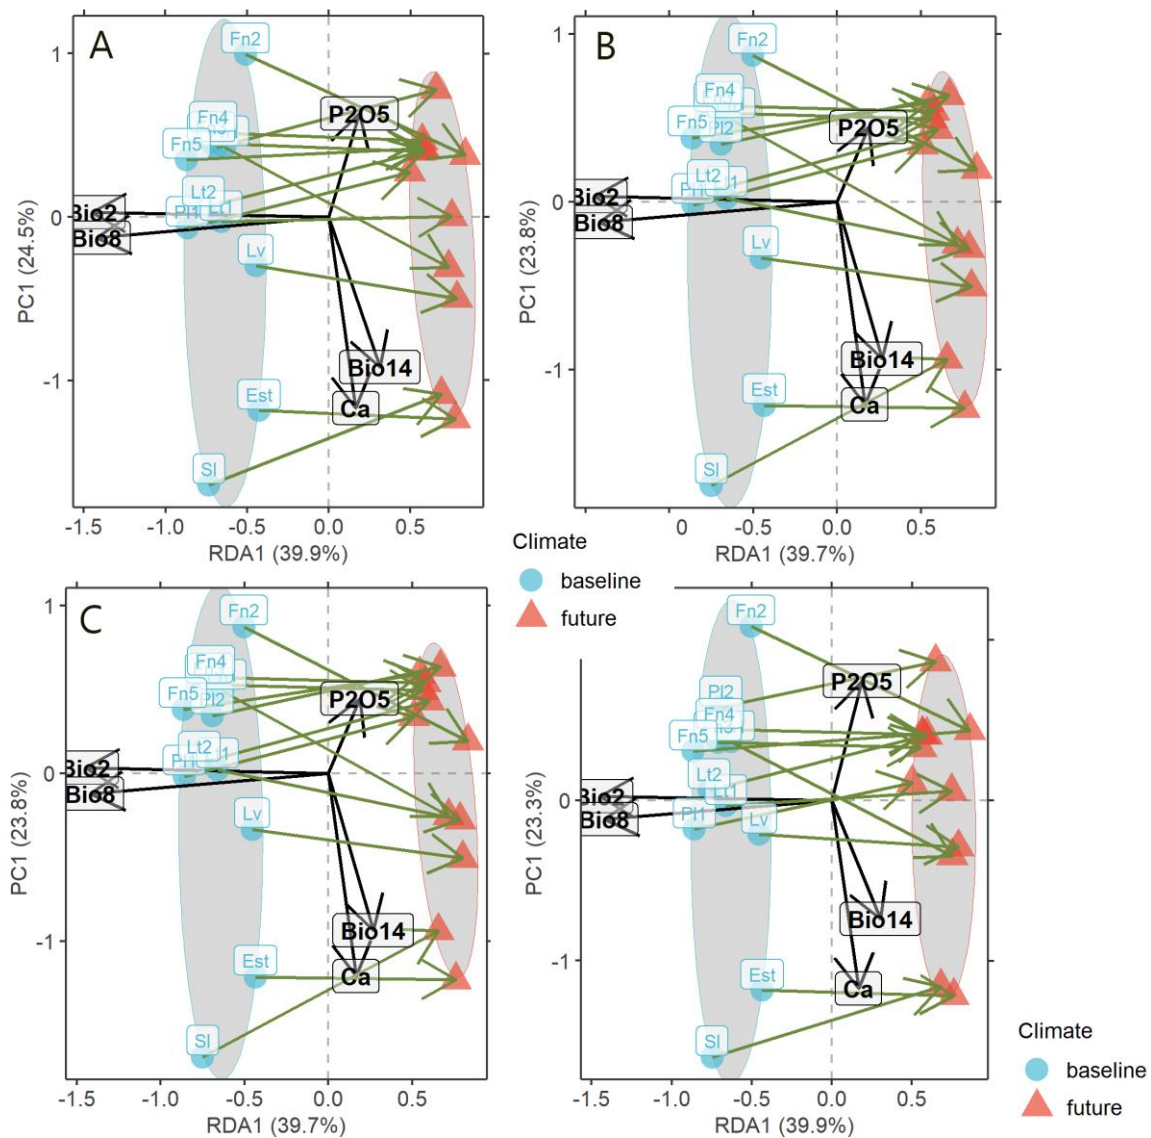 A
Fn2
Fn4
Fn5
Lt2
Lv
Est
Sl
P2O5
Bio2
Bio8
Bio14
Ca
1
0
-1
PC1 (24.5%)
-1.5
-1.0
-0.5
0.0
0.5
RDA1 (39.9%)
B
Fn2
Fn4
Fn5
Pl2
Lt2
Lv
Est
Sl
P2O5
Bio2
Bio8
Bio14
Ca
1
0
-1
PC1 (23.8%)
0
-0.5
0.0
0.5
RDA1 (39.7%)
Climate
baseline
future
C
Fn2
Fn4
Fn5
Pl2
Lt2
Lv
Est
Sl
P2O5
Bio2
Bio8
Bio14
Ca
1
0
-1
PC1 (23.8%)
-1.5
-1.0
-0.5
0.0
0.5
RDA1 (39.7%)
Fn2
Pl2
Fn4
Fn5
Lt2
Pl1
Lv
Est
Sl
P2O5
Bio2
Bio8
Bio14
Ca
0
-1
PC1 (23.3%)
-1.5
-1.0
-0.5
0.0
0.5
RDA1 (39.9%)
Climate
baseline
future